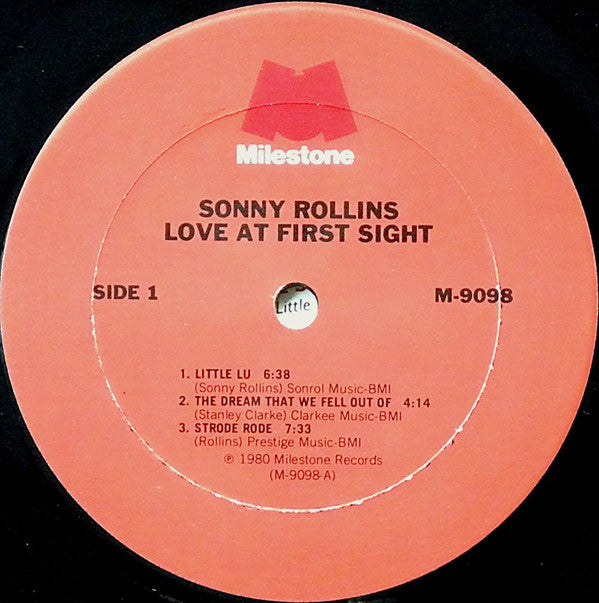 Milestone
SONNY ROLLINS
LOVE AT FIRST SIGHT
SIDE 1
M-9098
Little
1. LITTLE LU 6:38
(Sonny Rollins) Sonrol Music-BMI
2. THE DREAM THAT WE FELL OUT OF 4:14
(Stanley Clarke) Clarkee Music-BMI
3. STRODE RODE 7:33
(Rollins) Prestige Music-BMI
℗ 1980 Milestone Records
(M-9098-A)